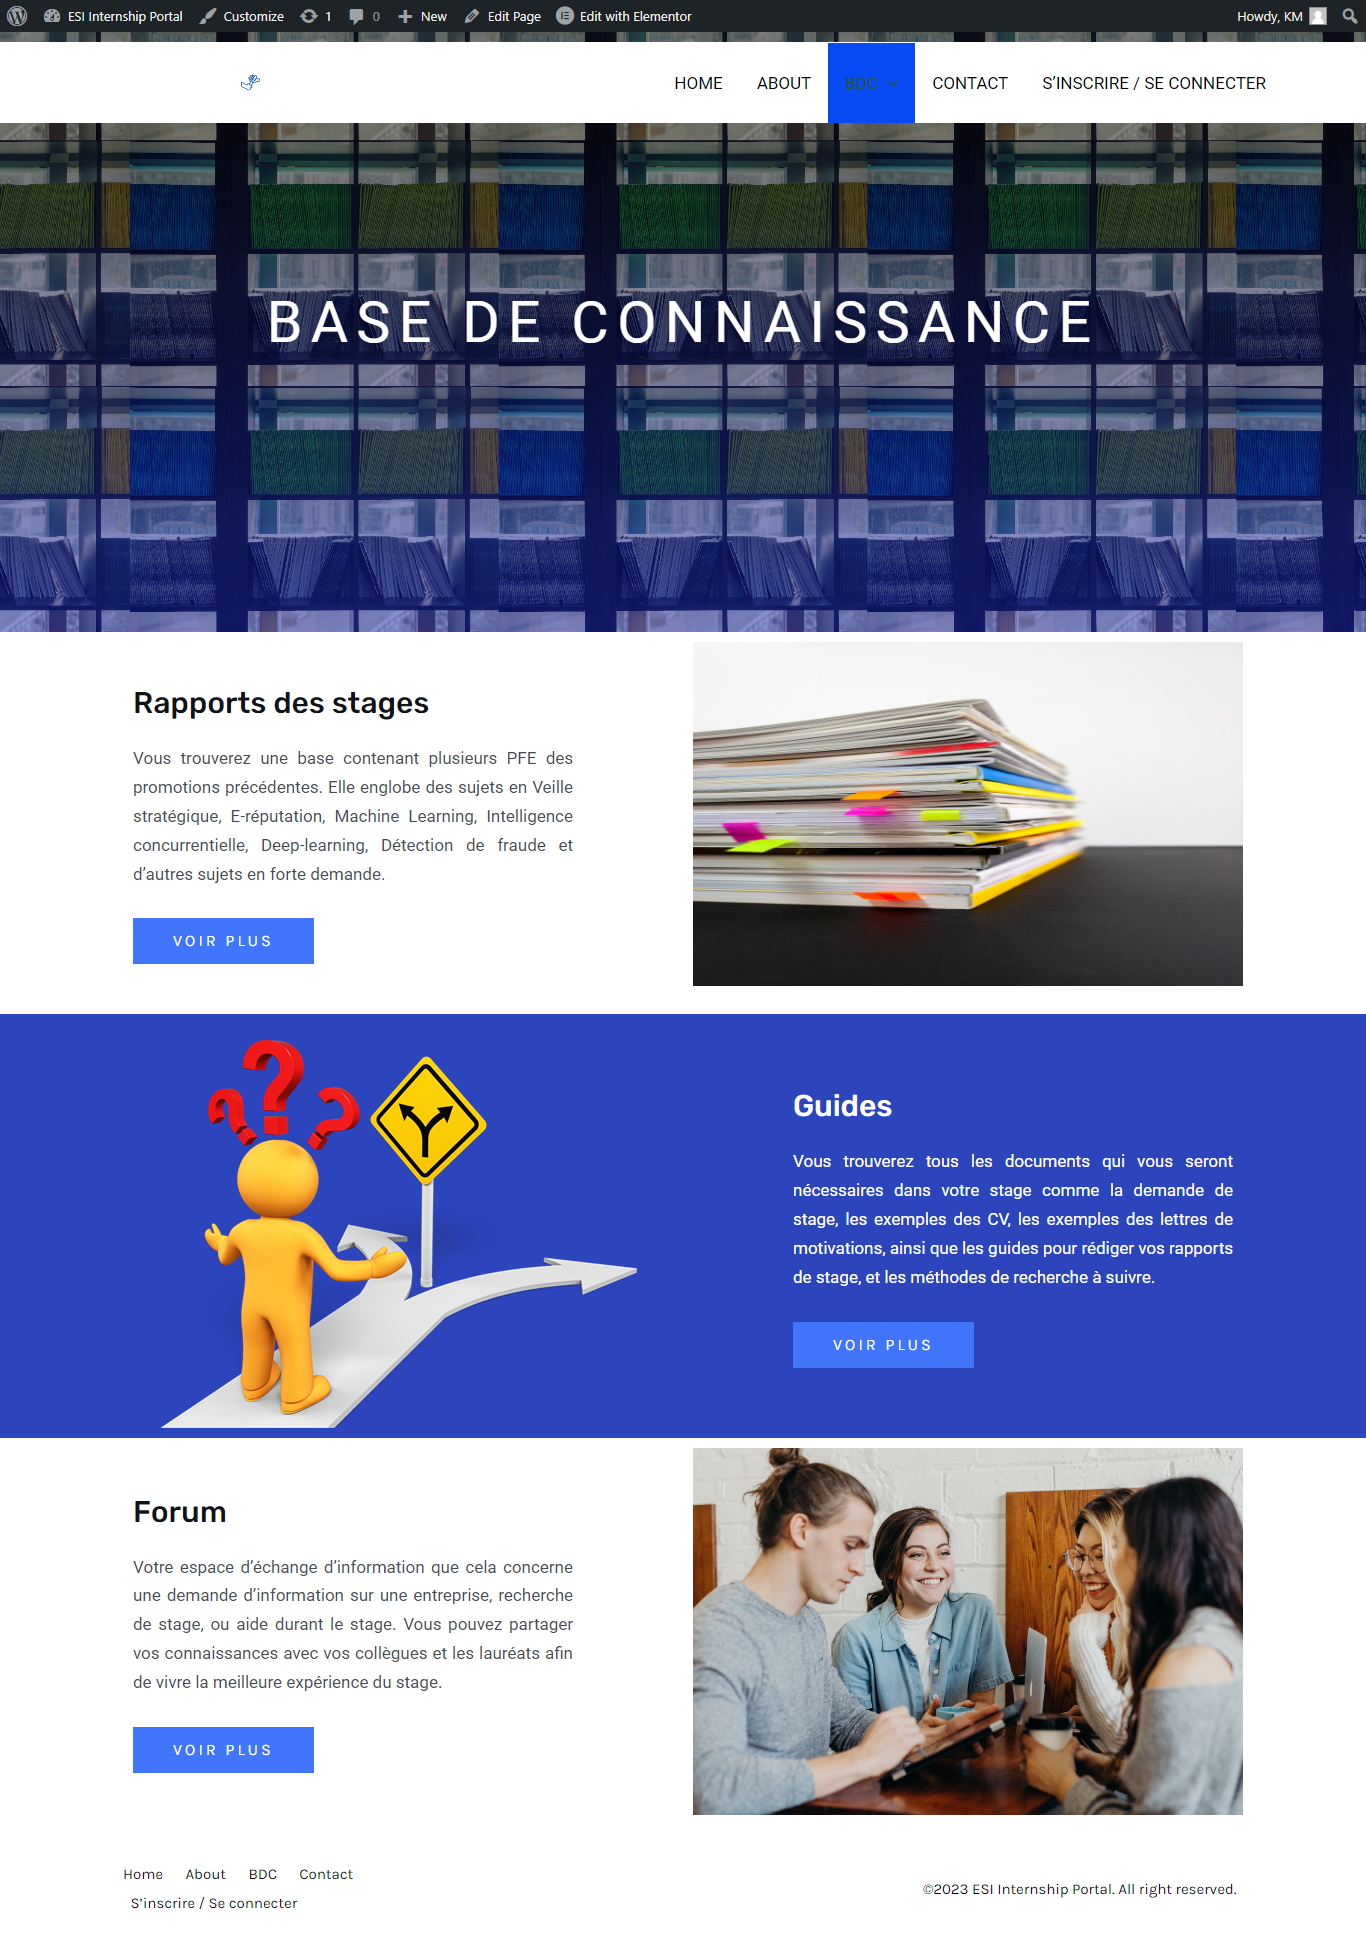 ESI Internship Portal Customize 1 0 New Edit Page Edit with Elementor Howdy, KM
HOME ABOUT BDC CONTACT S’INSCRIRE / SE CONNECTER
BASE DE CONNAISSANCE
Rapports des stages
Vous trouverez une base contenant plusieurs PFE des
promotions précédentes. Elle englobe des sujets en Veille
stratégique, E-réputation, Machine Learning, Intelligence
concurrentielle, Deep-learning, Détection de fraude et
d’autres sujets en forte demande.
VOIR PLUS
Guides
Vous trouverez tous les documents qui vous seront
nécessaires dans votre stage comme la demande de
stage, les exemples des CV, les exemples des lettres de
motivations, ainsi que les guides pour rédiger vos rapports
de stage, et les méthodes de recherche à suivre.
VOIR PLUS
Forum
Votre espace d’échange d’information que cela concerne
une demande d’information sur une entreprise, recherche
de stage, ou aide durant le stage. Vous pouvez partager
vos connaissances avec vos collègues et les lauréats afin
de vivre la meilleure expérience du stage.
VOIR PLUS
Home About BDC Contact
S’inscrire / Se connecter
©2023 ESI Internship Portal. All right reserved.